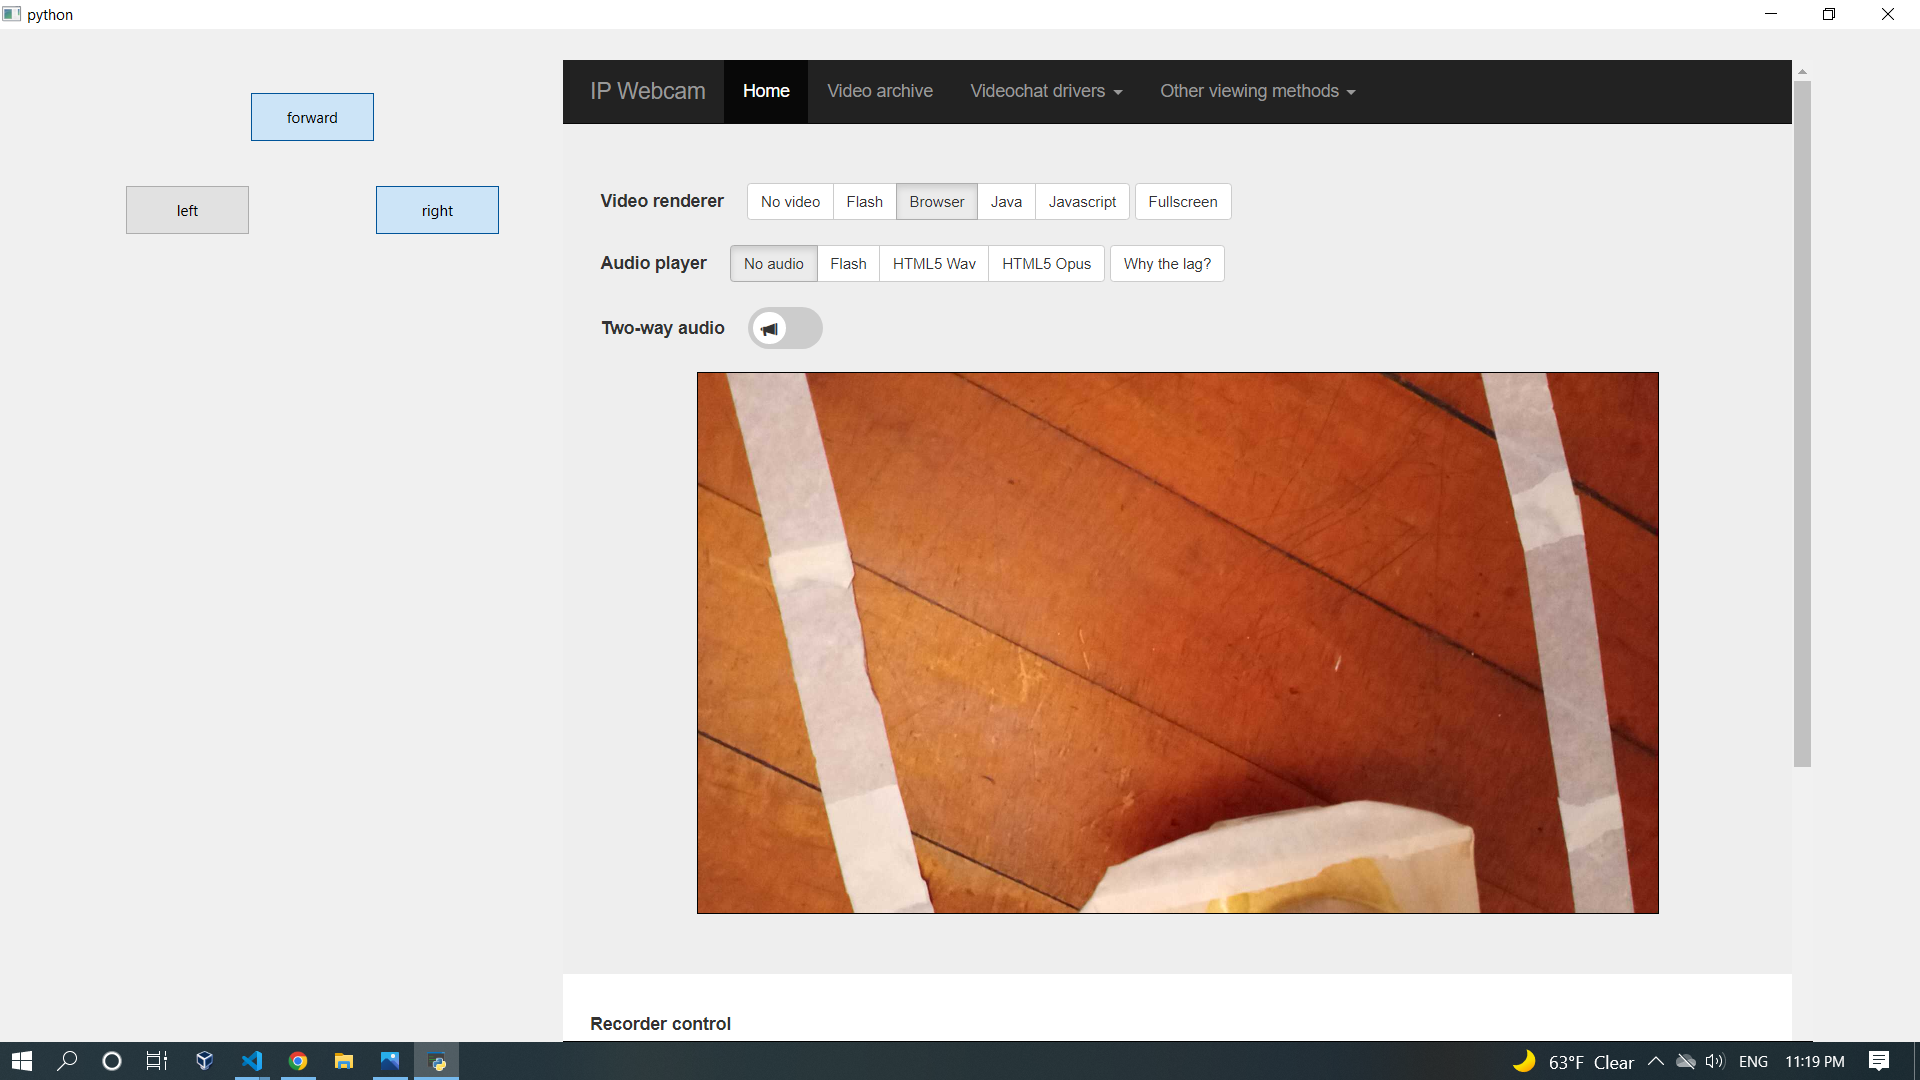 python
forward
left right
IP Webcam Home Video archive Videochat drivers Other viewing methods
Video renderer No video Flash Browser Java Javascript Fullscreen
Audio player No audio Flash HTML5 Wav HTML5 Opus Why the lag?
Two-way audio
Recorder control
63°F Clear ENG 11:19 PM